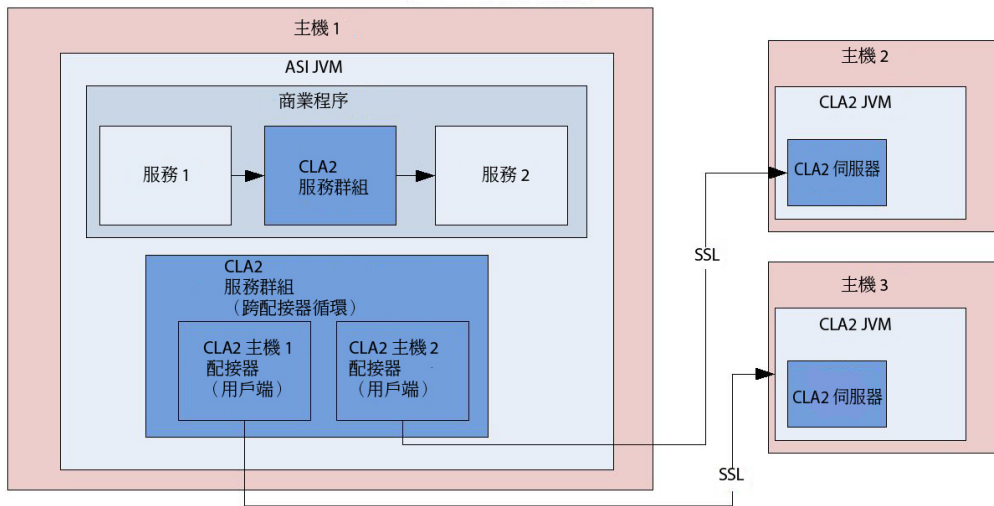 主機 1
ASI JVM
商業程序
服務 1
CLA2
服務群組
服務 2
CLA2
服務群組
（跨配接器循環）
CLA2 主機 1
配接器
（用戶端）
CLA2 主機 2
配接器
（用戶端）
SSL
SSL
主機 2
CLA2 JVM
CLA2 伺服器
主機 3
CLA2 JVM
CLA2 伺服器